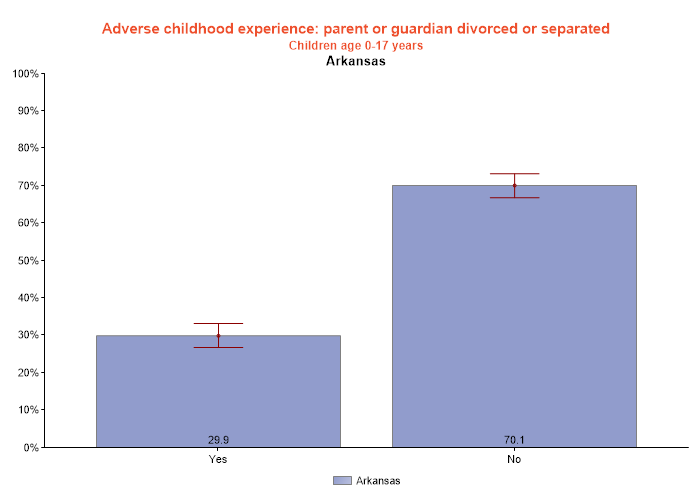 Adverse childhood experience: parent or guardian divorced or separated
Children age 0-17 years
Arkansas
100%
90%
80%
70%
60%
50%
40%
30%
20%
10%
0%
29.9
70.1
Yes
No
Arkansas